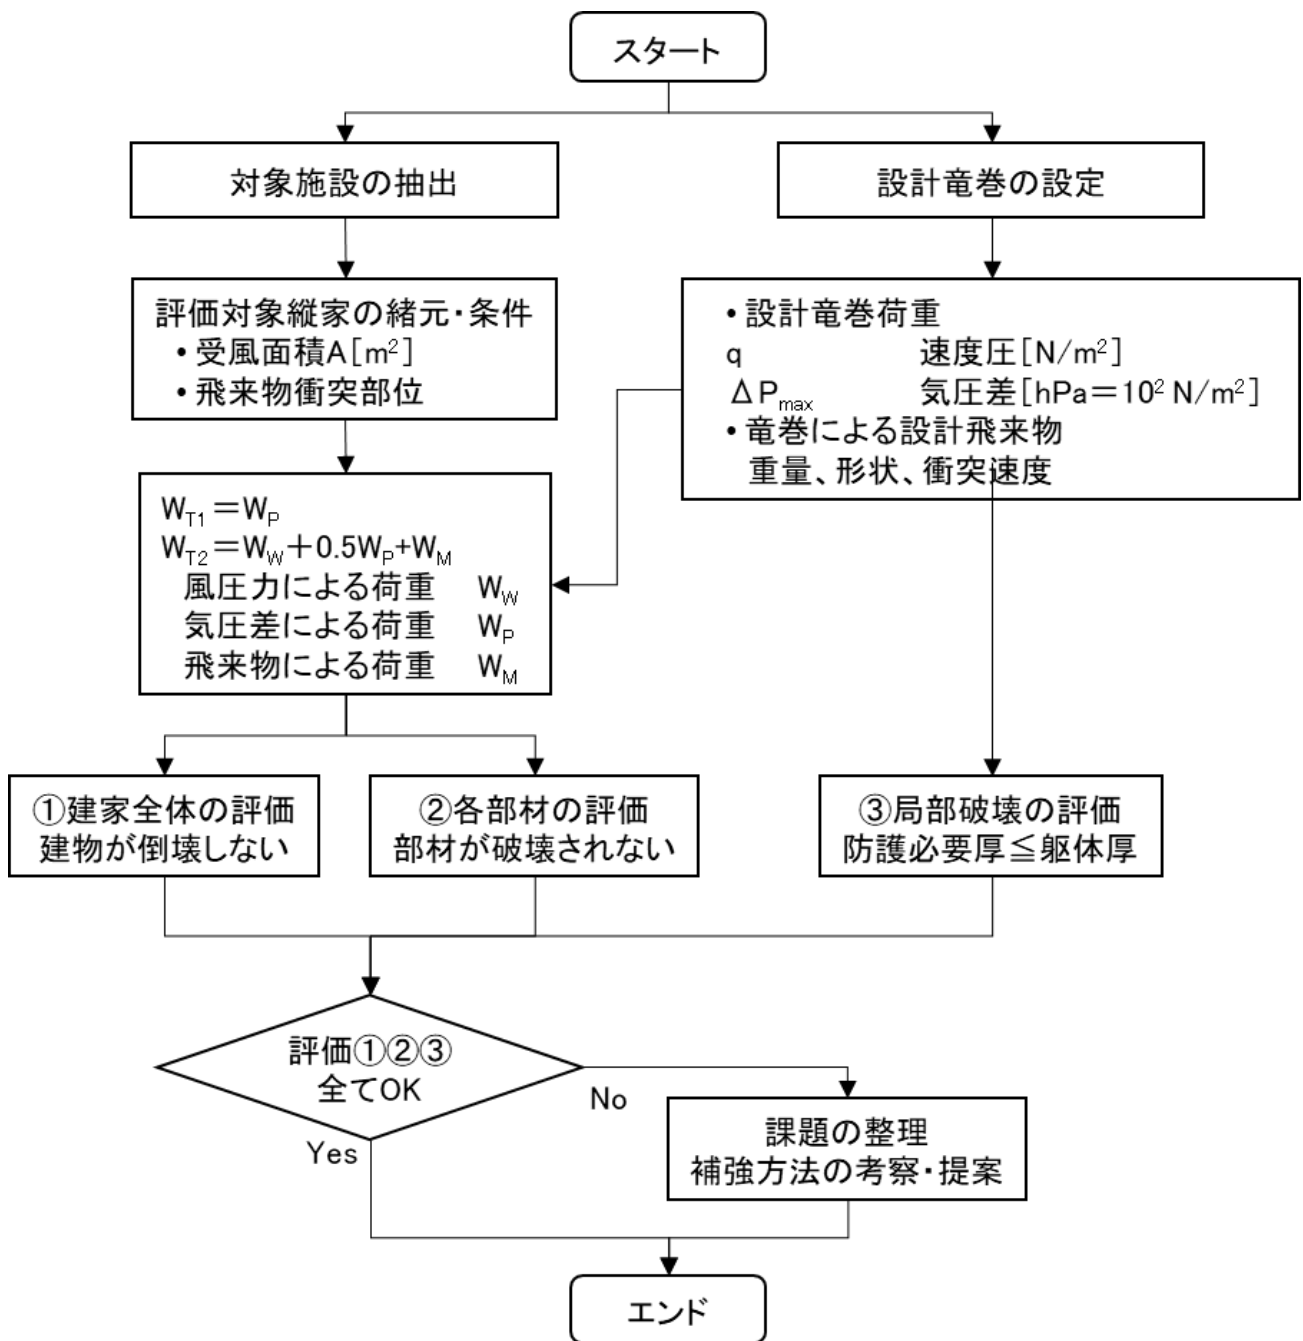 スタート
対象施設の抽出
設計竜巻の設定
評価対象縦家の緒元・条件
• 受風面積A[m²]
• 飛来物衝突部位
• 設計竜巻荷重
q 速度圧[N/m²]
ΔPmax 気圧差[hPa=10² N/m²]
• 竜巻による設計飛来物
重量、形状、衝突速度
WT1=WP
WT2=WW+0.5WP+WM
風圧力による荷重 WW
気圧差による荷重 WP
飛来物による荷重 WM
①建家全体の評価
建物が倒壊しない
②各部材の評価
部材が破壊されない
③局部破壊の評価
防護必要厚≦躯体厚
評価①②③
全てOK
No
Yes
課題の整理
補強方法の考察・提案
エンド